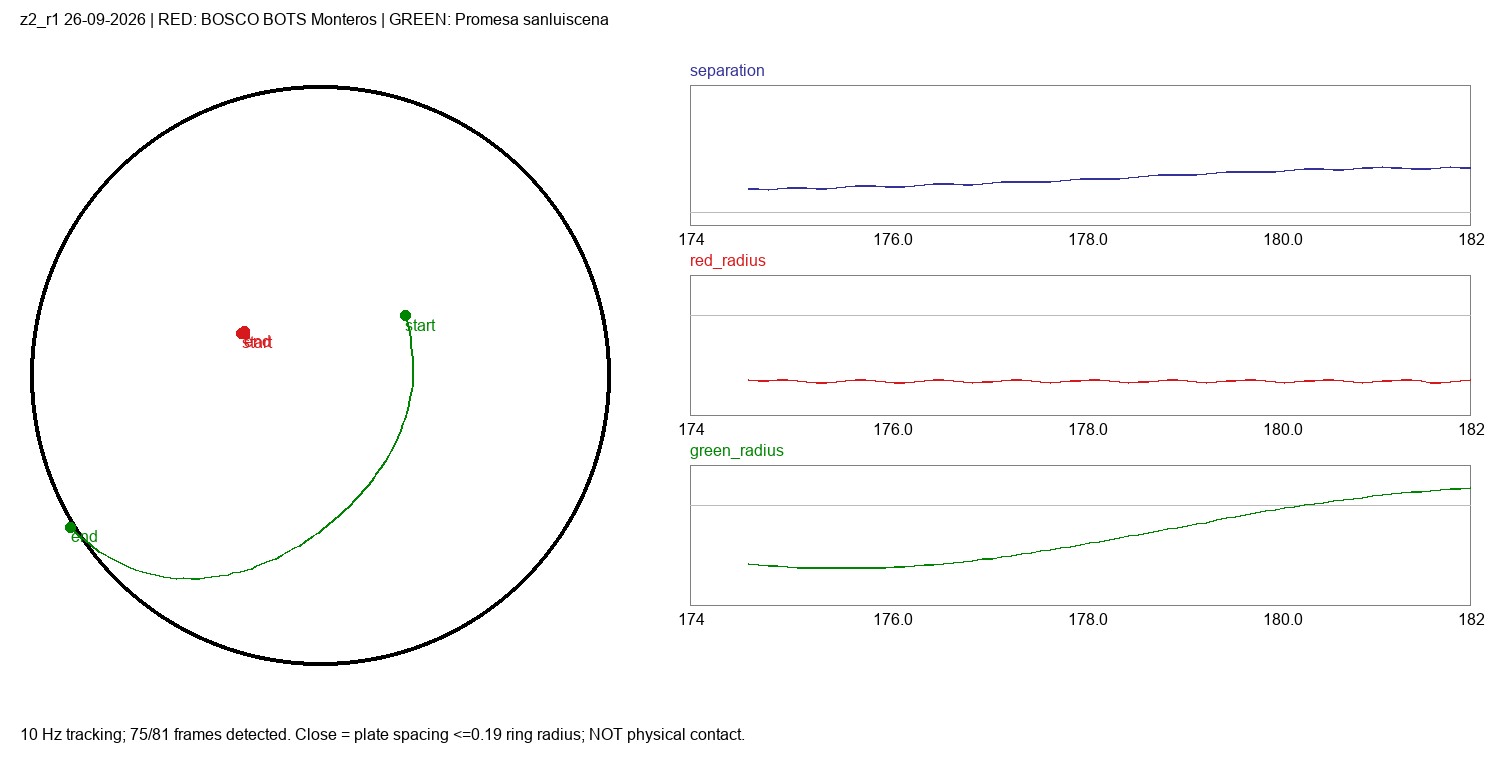 z2_r1 26-09-2026 | RED: BOSCO BOTS Monteros | GREEN: Promesa sanluiscena
separation
174 176.0 178.0 180.0 182
red_radius
174 176.0 178.0 180.0 182
green_radius
174 176.0 178.0 180.0 182
start
end
start
end
10 Hz tracking; 75/81 frames detected. Close = plate spacing <=0.19 ring radius; NOT physical contact.